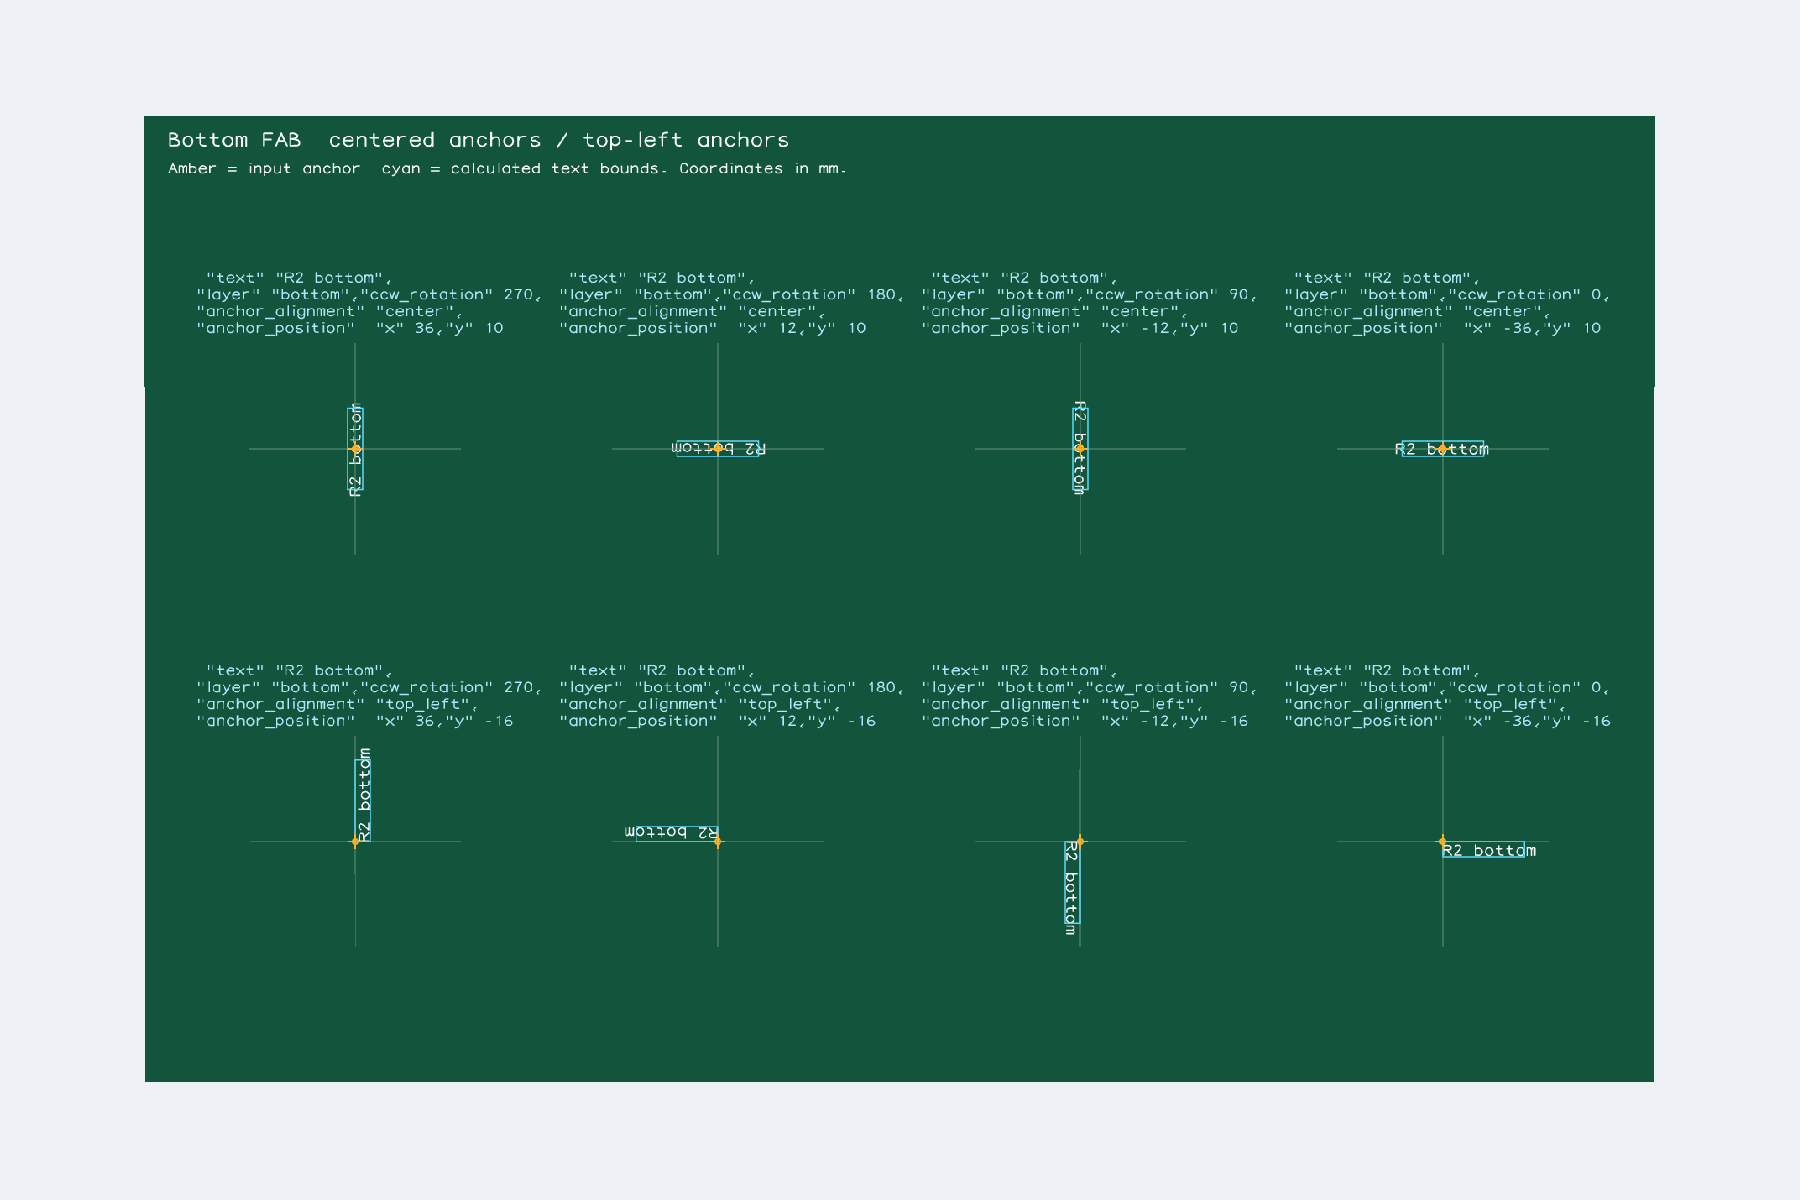 Bottom FAB  centered anchors / top-left anchors
Amber = input anchor  cyan = calculated text bounds. Coordinates in mm.
"text" "R2 bottom",
"layer" "bottom","ccw_rotation" 270,
"anchor_alignment" "center",
"anchor_position"  "x" 36,"y" 10
R2 bottom
"text" "R2 bottom",
"layer" "bottom","ccw_rotation" 180,
"anchor_alignment" "center",
"anchor_position"  "x" 12,"y" 10
R2 bottom
"text" "R2 bottom",
"layer" "bottom","ccw_rotation" 90,
"anchor_alignment" "center",
"anchor_position"  "x" -12,"y" 10
R2 bottom
"text" "R2 bottom",
"layer" "bottom","ccw_rotation" 0,
"anchor_alignment" "center",
"anchor_position"  "x" -36,"y" 10
R2 bottom
"text" "R2 bottom",
"layer" "bottom","ccw_rotation" 270,
"anchor_alignment" "top_left",
"anchor_position"  "x" 36,"y" -16
R2 bottom
"text" "R2 bottom",
"layer" "bottom","ccw_rotation" 180,
"anchor_alignment" "top_left",
"anchor_position"  "x" 12,"y" -16
R2 bottom
"text" "R2 bottom",
"layer" "bottom","ccw_rotation" 90,
"anchor_alignment" "top_left",
"anchor_position"  "x" -12,"y" -16
R2 bottom
"text" "R2 bottom",
"layer" "bottom","ccw_rotation" 0,
"anchor_alignment" "top_left",
"anchor_position"  "x" -36,"y" -16
R2 bottom